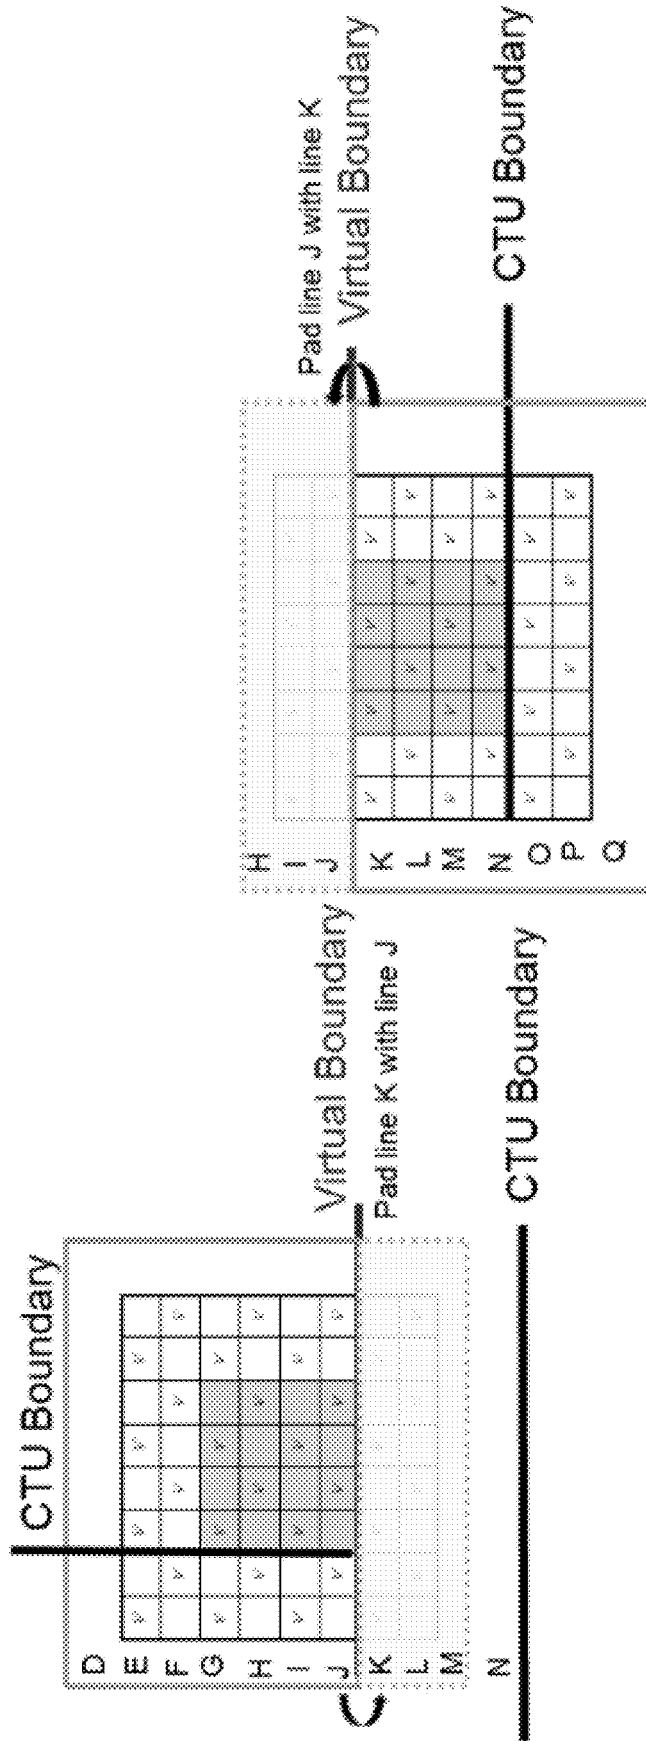 CTU Boundary
D
E
F
G
H
I
J
K
L
M
N
Virtual Boundary
Pad line K with line J
CTU Boundary
H
I
J
K
L
M
N
O
P
Q
Pad line J with line K
Virtual Boundary
CTU Boundary